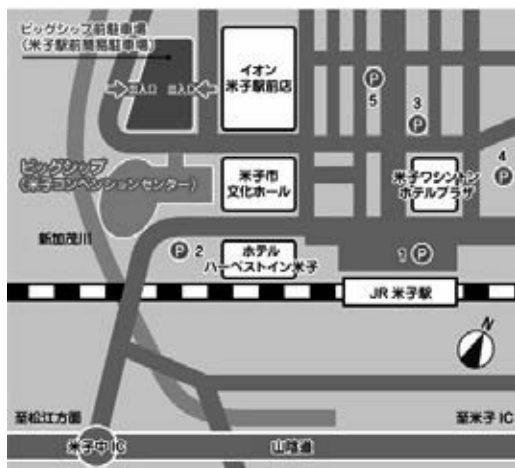 ビッグシップ前駐車場
(米子駅前簡易駐車場)
出入口
出入口
イオン
米子駅前店
P
5
3
P
4
P
ビッグシップ
(米子コンベンションセンター)
米子市
文化ホール
米子ワシントン
ホテルプラザ
新加茂川
P 2
ホテル
ハーベストイン米子
1 P
JR 米子駅
N
至松江方面
至米子 IC
米子中 IC
山陰道